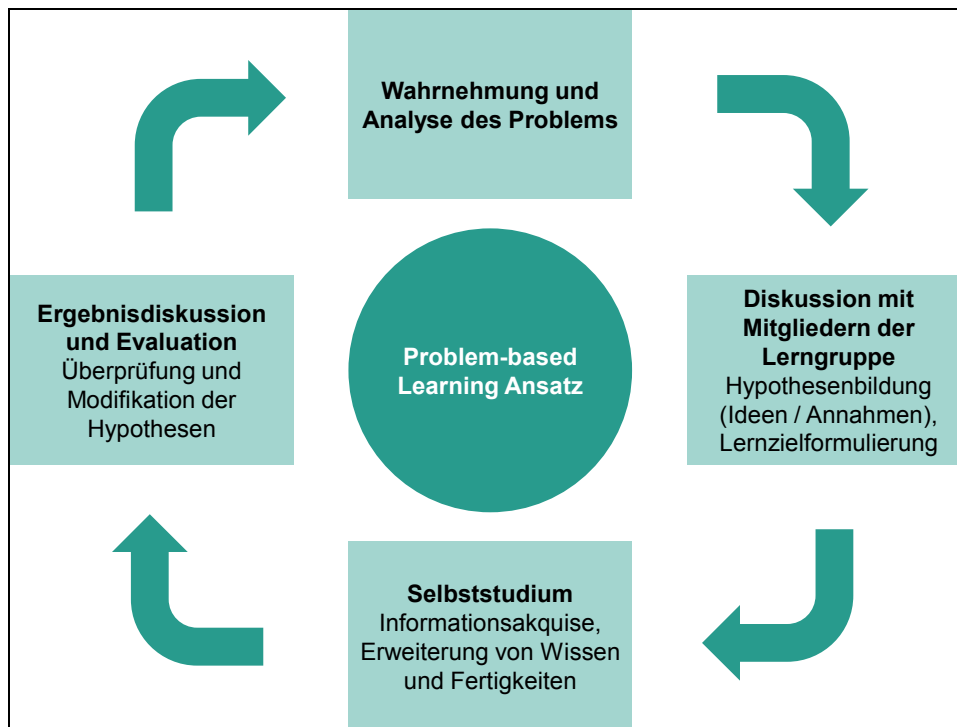 Wahrnehmung und
Analyse des Problems
Diskussion mit
Mitgliedern der
Lerngruppe
Hypothesenbildung
(Ideen / Annahmen),
Lernzielformulierung
Selbststudium
Informationsakquise,
Erweiterung von Wissen
und Fertigkeiten
Ergebnisdiskussion
und Evaluation
Überprüfung und
Modifikation der
Hypothesen
Problem-based
Learning Ansatz